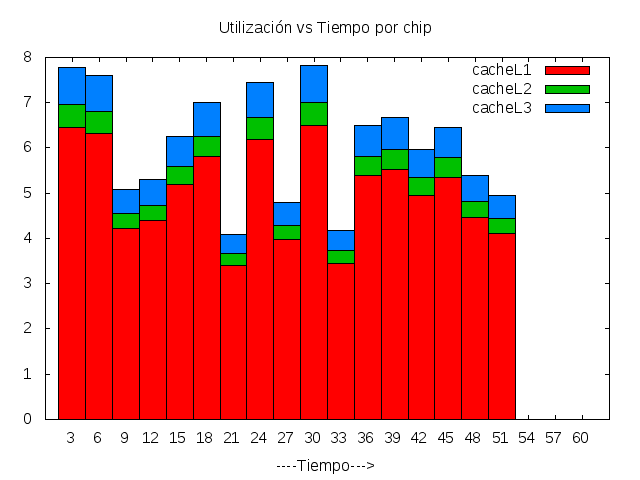 Utilización vs Tiempo por chip
cacheL1
cacheL2
cacheL3
8
7
6
5
4
3
2
1
0
3 6 9 12 15 18 21 24 27 30 33 36 39 42 45 48 51 54 57 60
----Tiempo--->